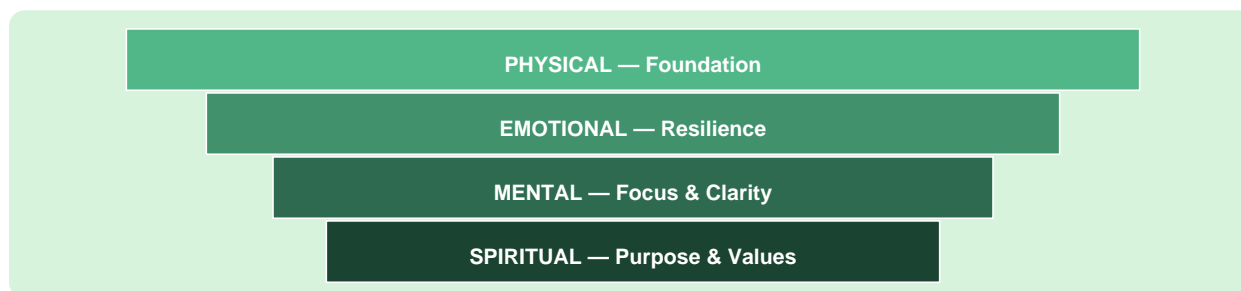 PHYSICAL — Foundation
EMOTIONAL — Resilience
MENTAL — Focus & Clarity
SPIRITUAL — Purpose & Values